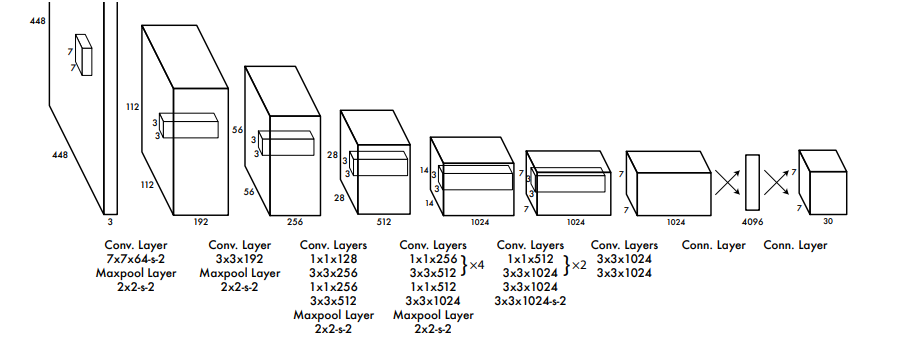 448
7
7
448
3
112
3
3
112
192
56
3
3
56
256
28
3
3
28
512
14
3
3
14
1024
7
3
3
7
1024
7
7
1024
4096
7
7
30
Conv. Layer
7x7x64-s-2
Maxpool Layer
2x2-s-2
Conv. Layer
3x3x192
Maxpool Layer
2x2-s-2
Conv. Layers
1x1x128
3x3x256
1x1x256
3x3x512
Maxpool Layer
2x2-s-2
Conv. Layers
1x1x256
3x3x512
}×4
1x1x512
3x3x1024
Maxpool Layer
2x2-s-2
Conv. Layers
1x1x512
3x3x1024
}×2
3x3x1024
3x3x1024-s-2
Conv. Layers
3x3x1024
3x3x1024
Conn. Layer
Conn. Layer